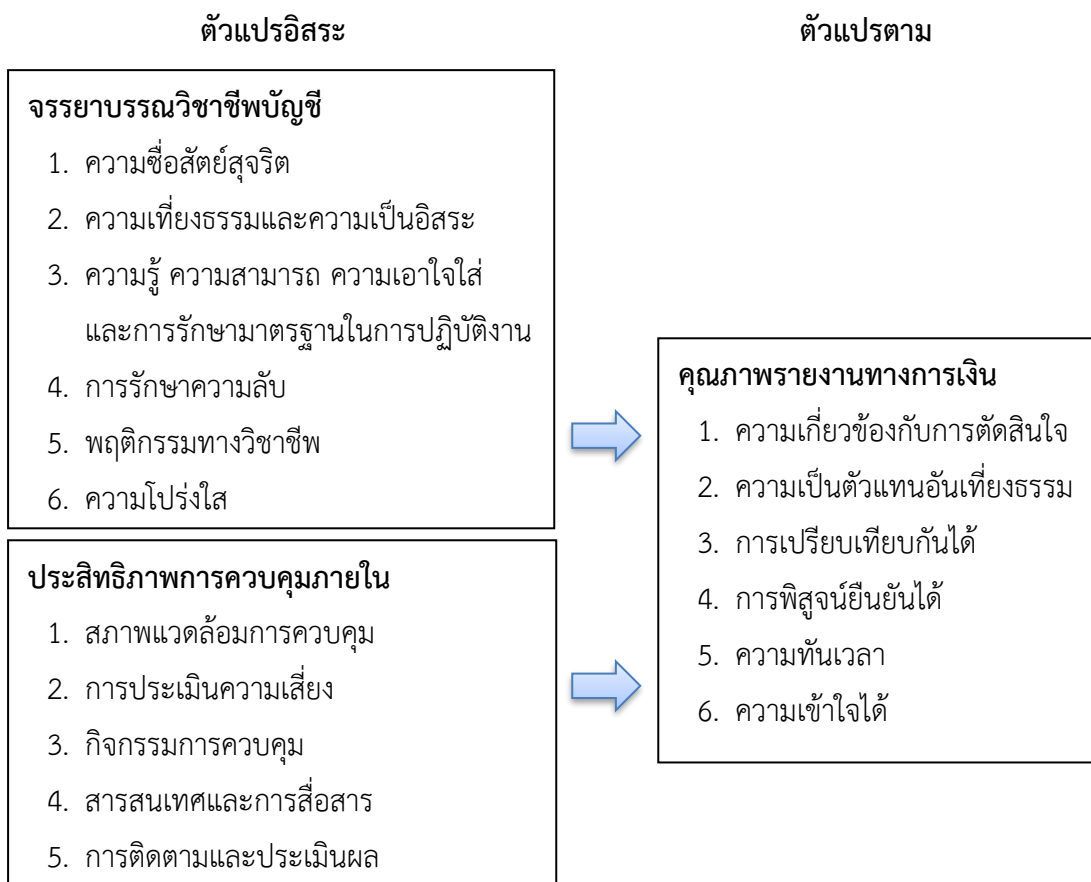 ตัวแปรอิสระ
ตัวแปรตาม
จรรยาบรรณวิชาชีพบัญชี
1. ความซื่อสัตย์สุจริต
2. ความเที่ยงธรรมและความเป็นอิสระ
3. ความรู้ ความสามารถ ความเอาใจใส่
และการรักษามาตรฐานในการปฏิบัติงาน
4. การรักษาความลับ
5. พฤติกรรมทางวิชาชีพ
6. ความโปร่งใส
ประสิทธิภาพการควบคุมภายใน
1. สภาพแวดล้อมการควบคุม
2. การประเมินความเสี่ยง
3. กิจกรรมการควบคุม
4. สารสนเทศและการสื่อสาร
5. การติดตามและประเมินผล
คุณภาพรายงานทางการเงิน
1. ความเกี่ยวข้องกับการตัดสินใจ
2. ความเป็นตัวแทนอันเที่ยงธรรม
3. การเปรียบเทียบกันได้
4. การพิสูจน์ยืนยันได้
5. ความทันเวลา
6. ความเข้าใจได้